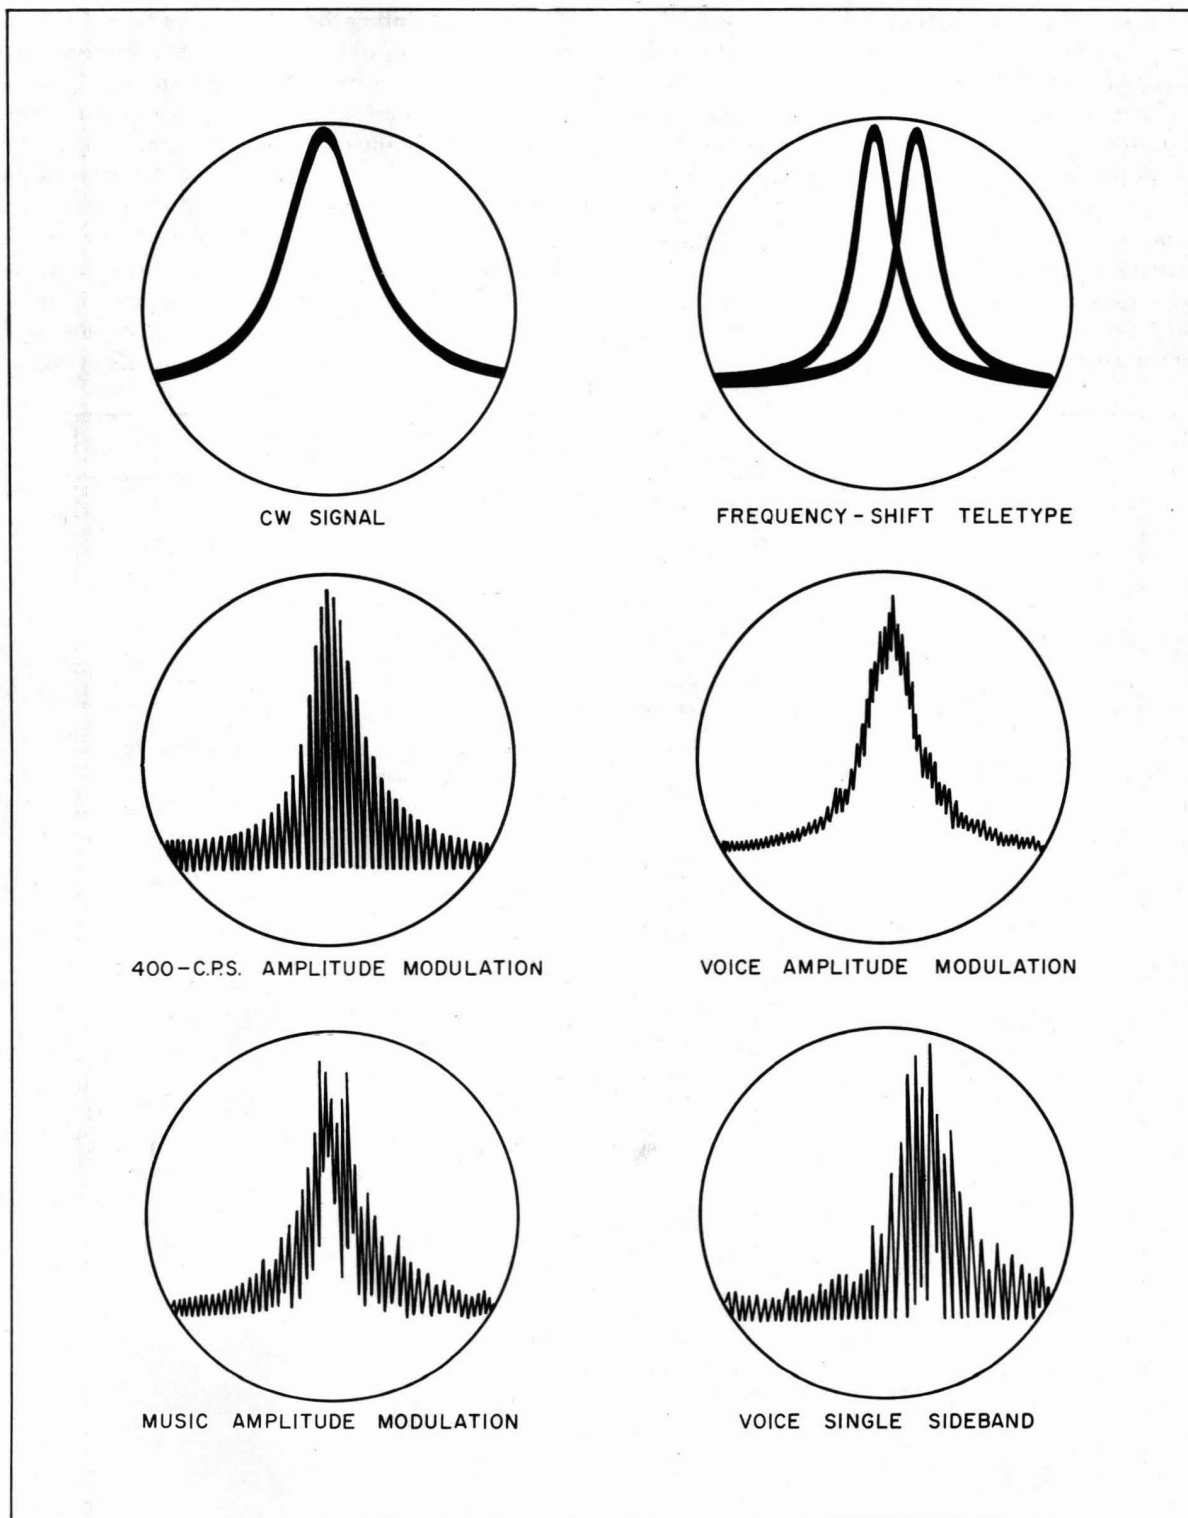 CW SIGNAL
FREQUENCY-SHIFT TELETYPE
400-C.P.S. AMPLITUDE MODULATION
VOICE AMPLITUDE MODULATION
MUSIC AMPLITUDE MODULATION
VOICE SINGLE SIDEBAND